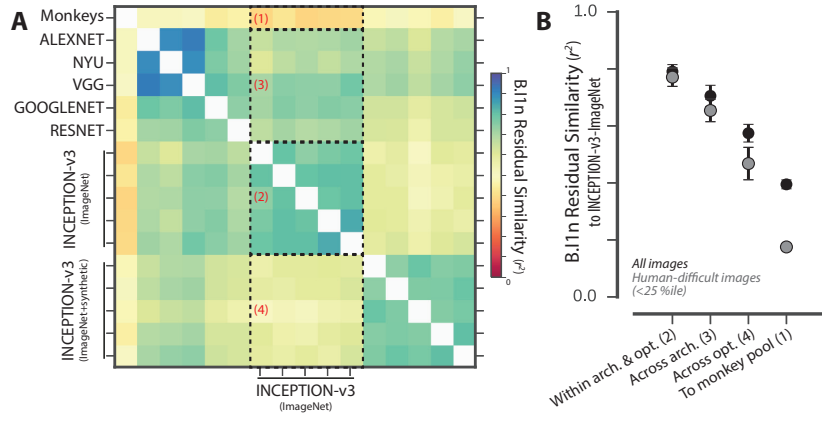 A
Monkeys
ALEXNET
NYU
VGG
GOOGLENET
RESNET
INCEPTION-v3
(ImageNet)
INCEPTION-v3
(ImageNet+synthetic)
(1)
(3)
(2)
(4)
INCEPTION-v3
(ImageNet)
1
0
B.I1n Residual Similarity (r²)
B
B.I1n Residual Similarity (r²)
to INCEPTION-v3-ImageNet
1.0
0.0
All images
Human-difficult images
(<25 %ile)
Within arch. & opt. (2)
Across arch. (3)
Across opt. (4)
To monkey pool (1)